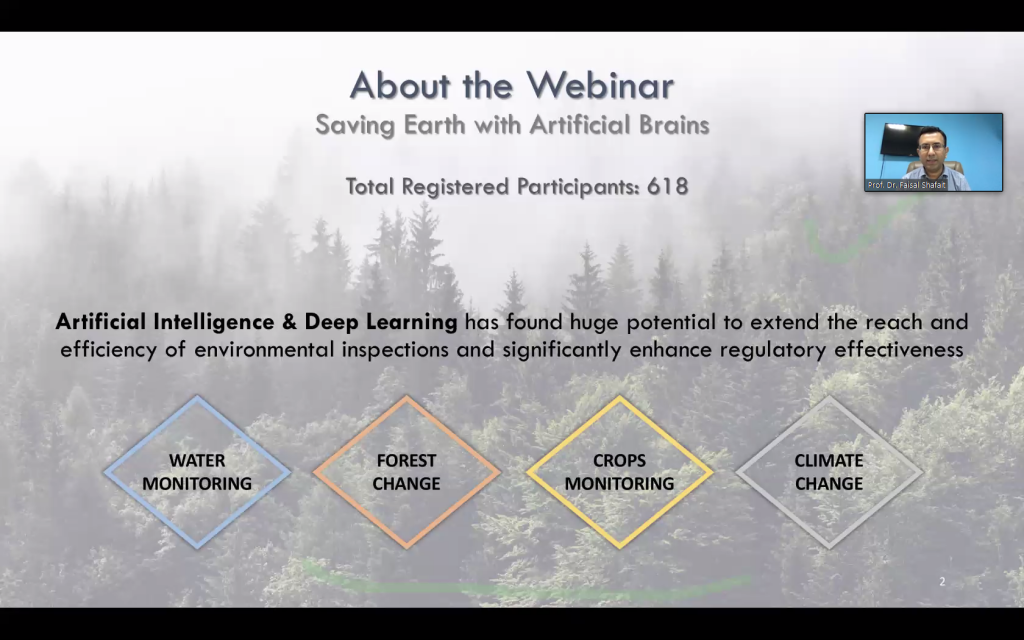 About the Webinar
Saving Earth with Artificial Brains
Total Registered Participants: 618
Prof. Dr. Faisal Shafait
Artificial Intelligence & Deep Learning has found huge potential to extend the reach and
efficiency of environmental inspections and significantly enhance regulatory effectiveness
WATER
MONITORING
FOREST
CHANGE
CROPS
MONITORING
CLIMATE
CHANGE
2